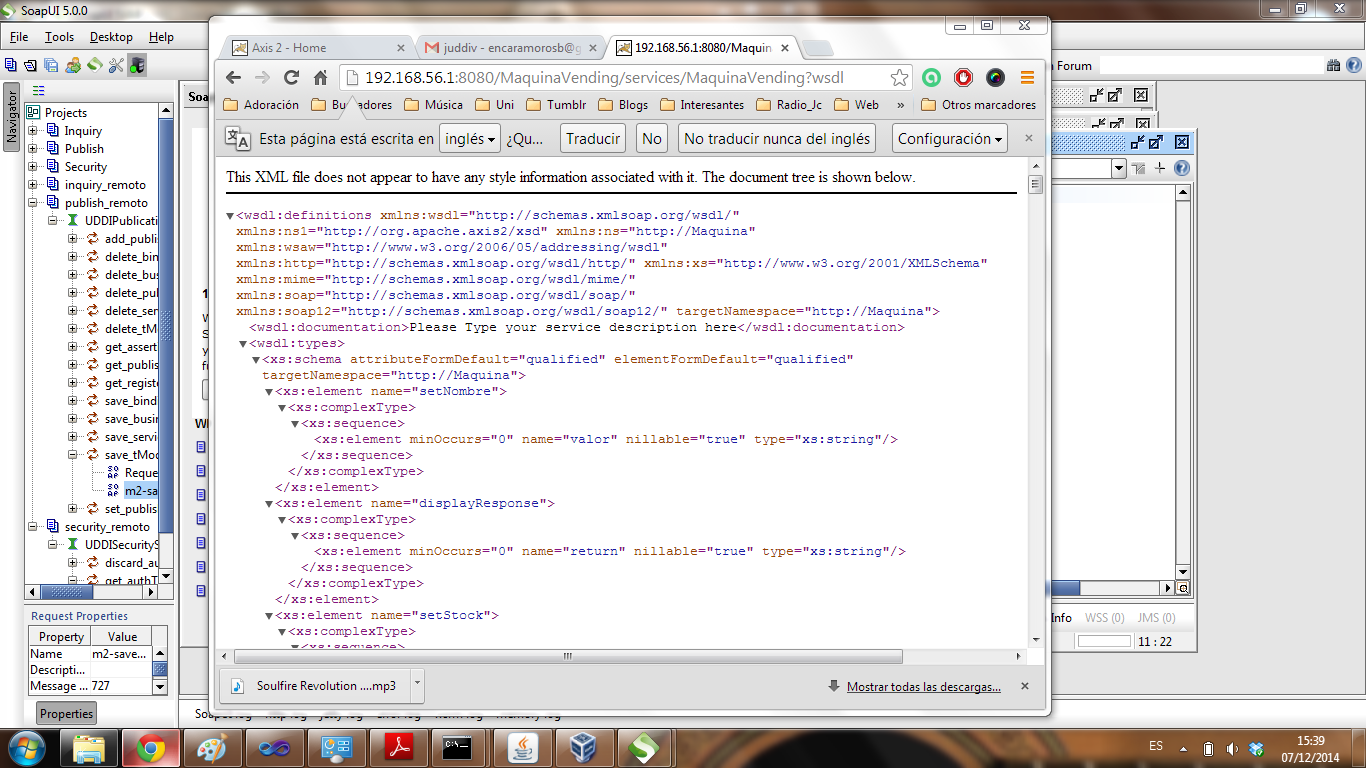 SoapUI 5.0.0
File Tools Desktop Help
Forum
Navigator
Projects
Inquiry
Publish
Security
inquiry_remoto
publish_remoto
UDDIPublicati
add_publi
delete_bin
delete_bus
delete_pul
delete_ser
delete_tM
get_assert
get_publis
get_registe
save_bind
save_busin
save_servic
save_tMod
Reque
m2-sa
set_publis
security_remoto
UDDISecurityS
discard_au
get_authT
Request Properties
Property Value
Name m2-save...
Descripti...
Message ... 727
Properties
Axis 2 - Home
juddiv - encaramorosb@g
192.168.56.1:8080/Maquin
192.168.56.1:8080/MaquinaVending/services/MaquinaVending?wsdl
Adoración Buscadores Música Uni Tumblr Blogs Interesantes Radio_Jc Web » Otros marcadores
Esta página está escrita en inglés ¿Qu... Traducir No No traducir nunca del inglés Configuración
This XML file does not appear to have any style information associated with it. The document tree is shown below.
<wsdl:definitions xmlns:wsdl="http://schemas.xmlsoap.org/wsdl/"
xmlns:ns1="http://org.apache.axis2/xsd" xmlns:ns="http://Maquina"
xmlns:wsaw="http://www.w3.org/2006/05/addressing/wsdl"
xmlns:http="http://schemas.xmlsoap.org/wsdl/http/" xmlns:xs="http://www.w3.org/2001/XMLSchema"
xmlns:mime="http://schemas.xmlsoap.org/wsdl/mime/"
xmlns:soap="http://schemas.xmlsoap.org/wsdl/soap/"
xmlns:soap12="http://schemas.xmlsoap.org/wsdl/soap12/" targetNamespace="http://Maquina">
<wsdl:documentation>Please Type your service description here</wsdl:documentation>
<wsdl:types>
<xs:schema attributeFormDefault="qualified" elementFormDefault="qualified"
targetNamespace="http://Maquina">
<xs:element name="setNombre">
<xs:complexType>
<xs:sequence>
<xs:element minOccurs="0" name="valor" nillable="true" type="xs:string"/>
</xs:sequence>
</xs:complexType>
</xs:element>
<xs:element name="displayResponse">
<xs:complexType>
<xs:sequence>
<xs:element minOccurs="0" name="return" nillable="true" type="xs:string"/>
</xs:sequence>
</xs:complexType>
</xs:element>
<xs:element name="setStock">
<xs:complexType>
<xs:sequence>
Soulfire Revolution ....mp3
Mostrar todas las descargas...
Info WSS (0) JMS (0)
11 : 22
ES
15:39
07/12/2014